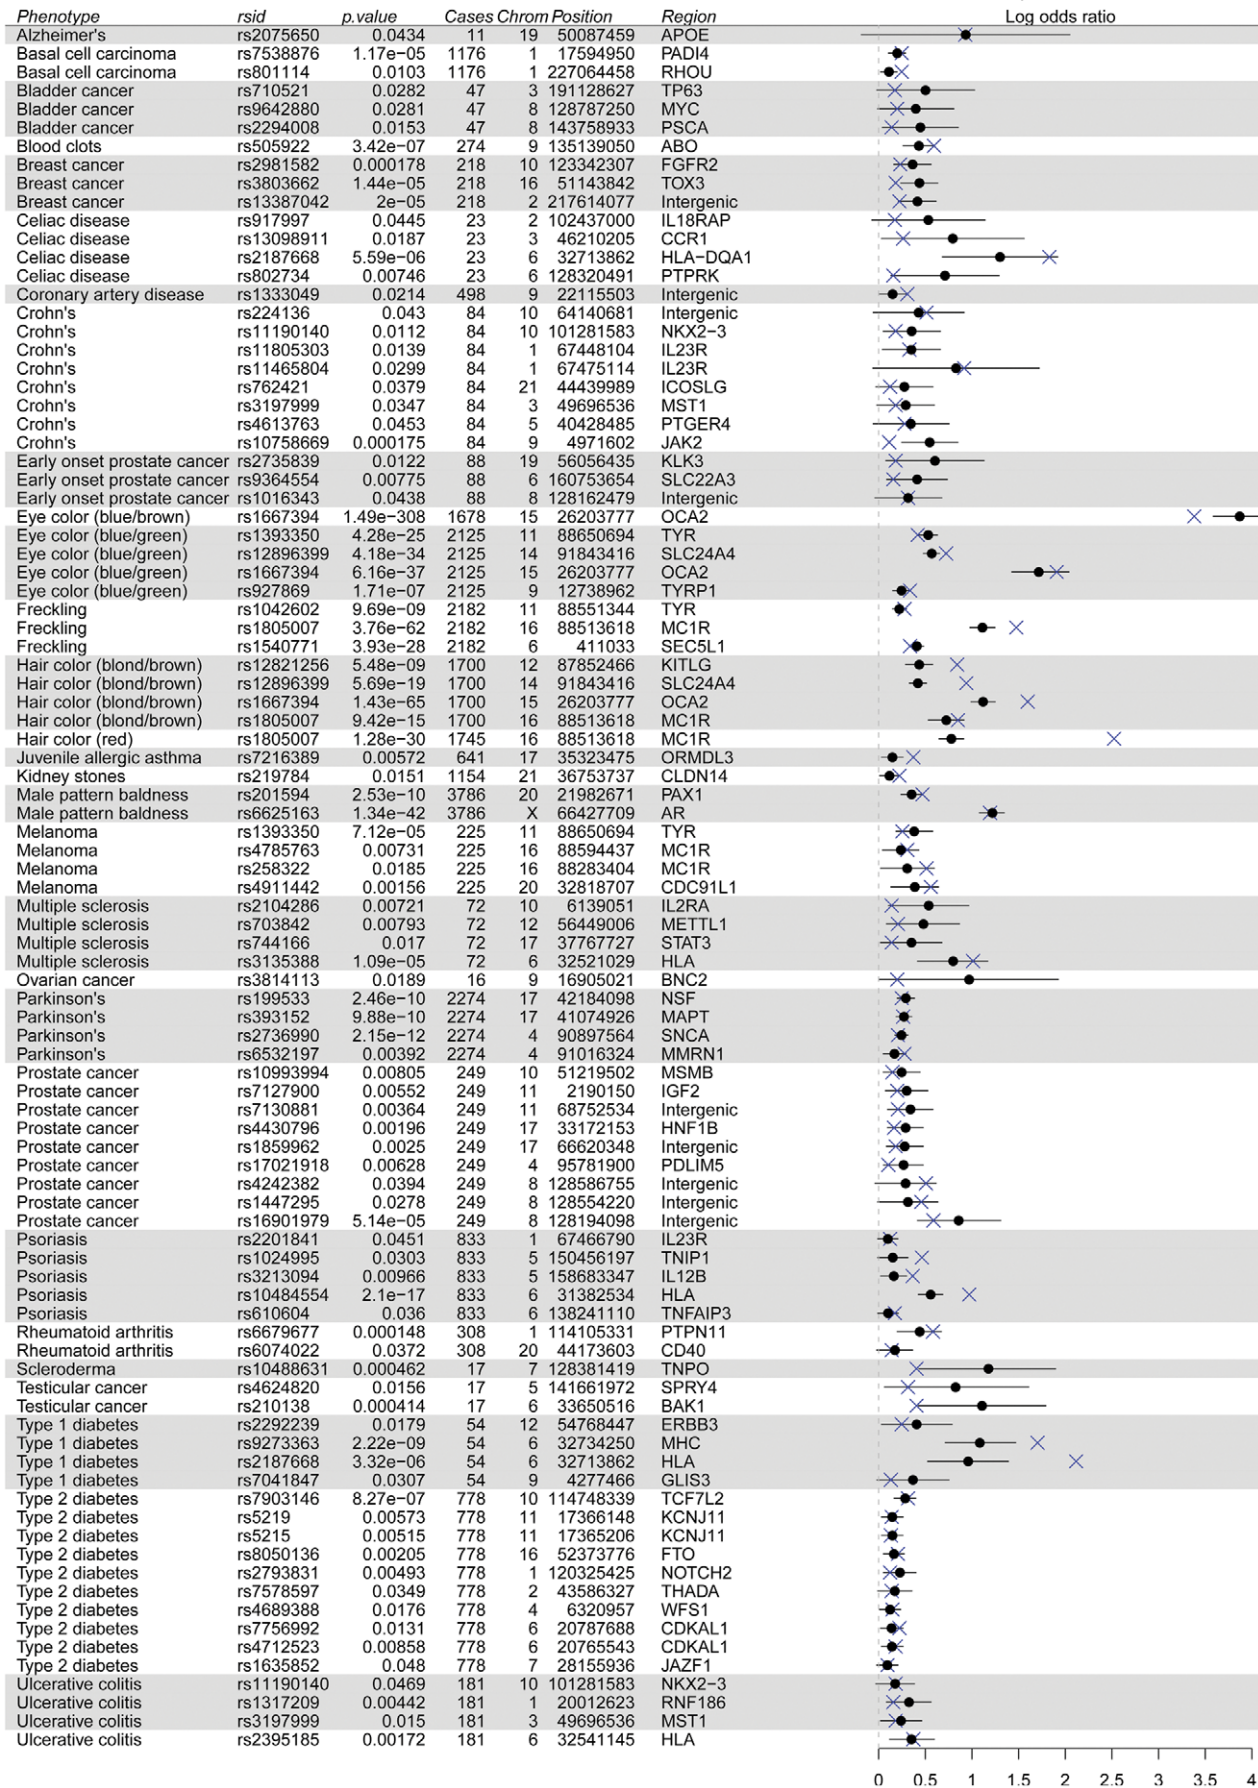 Phenotype rsid p.value Cases Chrom Position Region Log odds ratio
Alzheimer's rs2075650 0.0434 11 19 50087459 APOE
Basal cell carcinoma rs7538876 1.17e−05 1176 1 17594950 PADI4
Basal cell carcinoma rs801114 0.0103 1176 1 227064458 RHOU
Bladder cancer rs710521 0.0282 47 3 191128627 TP63
Bladder cancer rs9642880 0.0281 47 8 128787250 MYC
Bladder cancer rs2294008 0.0153 47 8 143758933 PSCA
Blood clots rs505922 3.42e−07 274 9 135139050 ABO
Breast cancer rs2981582 0.000178 218 10 123342307 FGFR2
Breast cancer rs3803662 1.44e−05 218 16 51143842 TOX3
Breast cancer rs13387042 2e−05 218 2 217614077 Intergenic
Celiac disease rs917997 0.0445 23 2 102437000 IL18RAP
Celiac disease rs13098911 0.0187 23 3 46210205 CCR1
Celiac disease rs2187668 5.59e−06 23 6 32713862 HLA−DQA1
Celiac disease rs802734 0.00746 23 6 128320491 PTPRK
Coronary artery disease rs1333049 0.0214 498 9 22115503 Intergenic
Crohn's rs224136 0.043 84 10 64140681 Intergenic
Crohn's rs11190140 0.0112 84 10 101281583 NKX2−3
Crohn's rs11805303 0.0139 84 1 67448104 IL23R
Crohn's rs11465804 0.0299 84 1 67475114 IL23R
Crohn's rs762421 0.0379 84 21 44439989 ICOSLG
Crohn's rs3197999 0.0347 84 3 49696536 MST1
Crohn's rs4613763 0.0453 84 5 40428485 PTGER4
Crohn's rs10758669 0.000175 84 9 4971602 JAK2
Early onset prostate cancer rs2735839 0.0122 88 19 56056435 KLK3
Early onset prostate cancer rs9364554 0.00775 88 6 160753654 SLC22A3
Early onset prostate cancer rs1016343 0.0438 88 8 128162479 Intergenic
Eye color (blue/brown) rs1667394 1.49e−308 1678 15 26203777 OCA2
Eye color (blue/green) rs1393350 4.28e−25 2125 11 88650694 TYR
Eye color (blue/green) rs12896399 4.18e−34 2125 14 91843416 SLC24A4
Eye color (blue/green) rs1667394 6.16e−37 2125 15 26203777 OCA2
Eye color (blue/green) rs927869 1.71e−07 2125 9 12738962 TYRP1
Freckling rs1042602 9.69e−09 2182 11 88551344 TYR
Freckling rs1805007 3.76e−62 2182 16 88513618 MC1R
Freckling rs1540771 3.93e−28 2182 6 411033 SEC5L1
Hair color (blond/brown) rs12821256 5.48e−09 1700 12 87852466 KITLG
Hair color (blond/brown) rs12896399 5.69e−19 1700 14 91843416 SLC24A4
Hair color (blond/brown) rs1667394 1.43e−65 1700 15 26203777 OCA2
Hair color (blond/brown) rs1805007 9.42e−15 1700 16 88513618 MC1R
Hair color (red) rs1805007 1.28e−30 1745 16 88513618 MC1R
Juvenile allergic asthma rs7216389 0.00572 641 17 35323475 ORMDL3
Kidney stones rs219784 0.0151 1154 21 36753737 CLDN14
Male pattern baldness rs201594 2.53e−10 3786 20 21982671 PAX1
Male pattern baldness rs6625163 1.34e−42 3786 X 66427709 AR
Melanoma rs1393350 7.12e−05 225 11 88650694 TYR
Melanoma rs4785763 0.00731 225 16 88594437 MC1R
Melanoma rs258322 0.0185 225 16 88283404 MC1R
Melanoma rs4911442 0.00156 225 20 32818707 CDC91L1
Multiple sclerosis rs2104286 0.00721 72 10 6139051 IL2RA
Multiple sclerosis rs703842 0.00793 72 12 56449006 METTL1
Multiple sclerosis rs744166 0.017 72 17 37767727 STAT3
Multiple sclerosis rs3135388 1.09e−05 72 6 32521029 HLA
Ovarian cancer rs3814113 0.0189 16 9 16905021 BNC2
Parkinson's rs199533 2.46e−10 2274 17 42184098 NSF
Parkinson's rs393152 9.88e−10 2274 17 41074926 MAPT
Parkinson's rs2736990 2.15e−12 2274 4 90897564 SNCA
Parkinson's rs6532197 0.00392 2274 4 91016324 MMRN1
Prostate cancer rs10993994 0.00805 249 10 51219502 MSMB
Prostate cancer rs7127900 0.00552 249 11 2190150 IGF2
Prostate cancer rs7130881 0.00364 249 11 68752534 Intergenic
Prostate cancer rs4430796 0.00196 249 17 33172153 HNF1B
Prostate cancer rs1859962 0.0025 249 17 66620348 Intergenic
Prostate cancer rs17021918 0.00628 249 4 95781900 PDLIM5
Prostate cancer rs4242382 0.0394 249 8 128586755 Intergenic
Prostate cancer rs1447295 0.0278 249 8 128554220 Intergenic
Prostate cancer rs16901979 5.14e−05 249 8 128194098 Intergenic
Psoriasis rs2201841 0.0451 833 1 67466790 IL23R
Psoriasis rs1024995 0.0303 833 5 150456197 TNIP1
Psoriasis rs3213094 0.00966 833 5 158683347 IL12B
Psoriasis rs10484554 2.1e−17 833 6 31382534 HLA
Psoriasis rs610604 0.036 833 6 138241110 TNFAIP3
Rheumatoid arthritis rs6679677 0.000148 308 1 114105331 PTPN11
Rheumatoid arthritis rs6074022 0.0372 308 20 44173603 CD40
Scleroderma rs10488631 0.000462 17 7 128381419 TNPO
Testicular cancer rs4624820 0.0156 17 5 141661972 SPRY4
Testicular cancer rs210138 0.000414 17 6 33650516 BAK1
Type 1 diabetes rs2292239 0.0179 54 12 54768447 ERBB3
Type 1 diabetes rs9273363 2.22e−09 54 6 32734250 MHC
Type 1 diabetes rs2187668 3.32e−06 54 6 32713862 HLA
Type 1 diabetes rs7041847 0.0307 54 9 4277466 GLIS3
Type 2 diabetes rs7903146 8.27e−07 778 10 114748339 TCF7L2
Type 2 diabetes rs5219 0.00573 778 11 17366148 KCNJ11
Type 2 diabetes rs5215 0.00515 778 11 17365206 KCNJ11
Type 2 diabetes rs8050136 0.00205 778 16 52373776 FTO
Type 2 diabetes rs2793831 0.00493 778 1 120325425 NOTCH2
Type 2 diabetes rs7578597 0.0349 778 2 43586327 THADA
Type 2 diabetes rs4689388 0.0176 778 4 6320957 WFS1
Type 2 diabetes rs7756992 0.0131 778 6 20787688 CDKAL1
Type 2 diabetes rs4712523 0.00858 778 6 20765543 CDKAL1
Type 2 diabetes rs1635852 0.048 778 7 28155936 JAZF1
Ulcerative colitis rs11190140 0.0469 181 10 101281583 NKX2−3
Ulcerative colitis rs1317209 0.00442 181 1 20012623 RNF186
Ulcerative colitis rs3197999 0.015 181 3 49696536 MST1
Ulcerative colitis rs2395185 0.00172 181 6 32541145 HLA
0 0.5 1 1.5 2 2.5 3 3.5 4